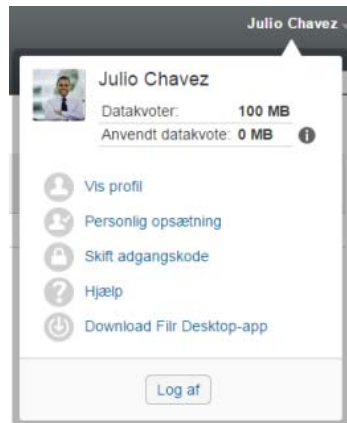 Julio Chavez
Julio Chavez
Datakvoter: 100 MB
Anvendt datakvote: 0 MB
Vis profil
Personlig opsætning
Skift adgangskode
Hjælp
Download Filr Desktop-app
Log af